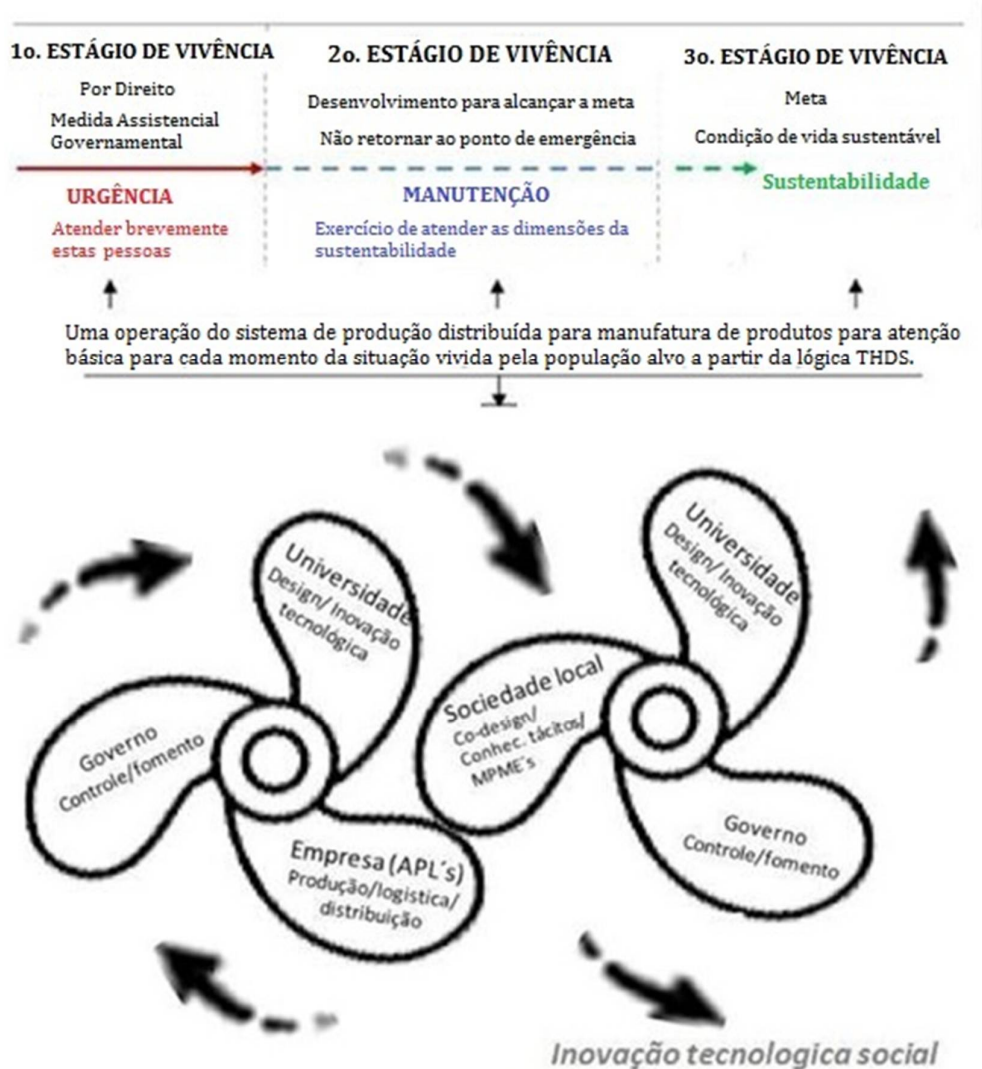 1o. ESTÁGIO DE VIVÊNCIA
Por Direito
Medida Assistencial
Governamental
URGÊNCIA
Atender brevemente
estas pessoas
2o. ESTÁGIO DE VIVÊNCIA
Desenvolvimento para alcançar a meta
Não retornar ao ponto de emergência
MANUTENÇÃO
Exercício de atender as dimensões da
sustentabilidade
3o. ESTÁGIO DE VIVÊNCIA
Meta
Condição de vida sustentável
Sustentabilidade
Uma operação do sistema de produção distribuída para manufatura de produtos para atenção
básica para cada momento da situação vivida pela população alvo a partir da lógica THDS.
Universidade
Design/ Inovação
tecnológica
Governo
Controle/fomento
Empresa (APL´s)
Produção/logistica/
distribuição
Universidade
Design/ Inovação
tecnológica
Sociedade local
Co-design/
Conhec. tácitos/
MPME´s
Governo
Controle/fomento
Inovação tecnologica social